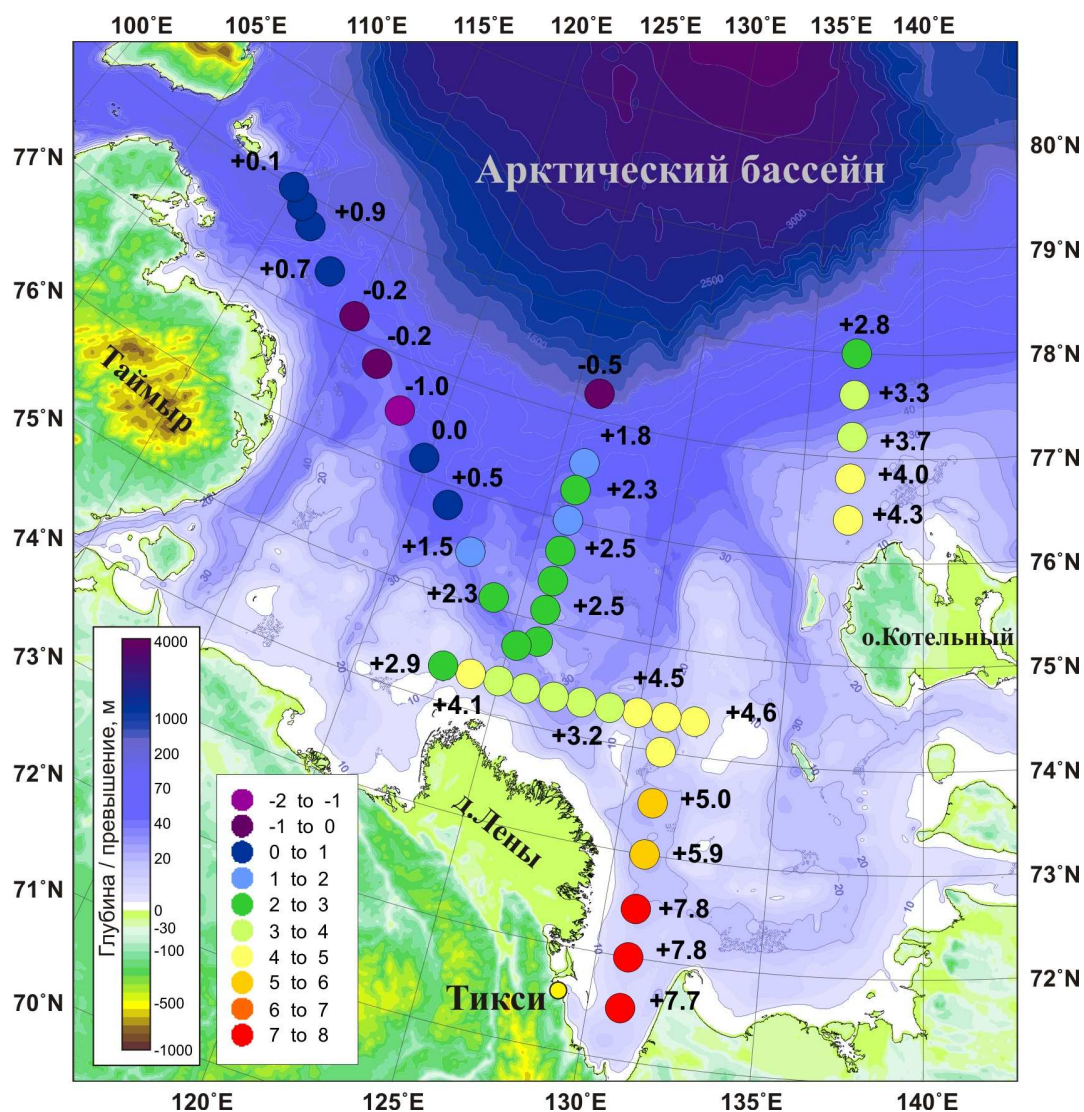 100˚E 105˚E 110˚E 115˚E 120˚E 125˚E 130˚E 135˚E 140˚E
77˚N
76˚N
75˚N
74˚N
73˚N
72˚N
71˚N
70˚N
80˚N
79˚N
78˚N
77˚N
76˚N
75˚N
74˚N
73˚N
72˚N
Арктический бассейн
3000
2500
+0.1
+0.9
+0.7
-0.2
-0.2
-1.0
0.0
+0.5
+1.5
+2.3
-0.5
+1.8
+2.3
+2.5
+2.5
+2.8
+3.3
+3.7
+4.0
+4.3
Таймыр
о.Котельный
+2.9
+4.1
+3.2
+4.5
+4.6
+5.0
+5.9
+7.8
+7.8
+7.7
д.Лены
Тикси
Глубина / превышение, м
4000
1000
200
70
40
20
0
-30
-100
-500
-1000
-2 to -1
-1 to 0
0 to 1
1 to 2
2 to 3
3 to 4
4 to 5
5 to 6
6 to 7
7 to 8
120˚E 125˚E 130˚E 135˚E 140˚E